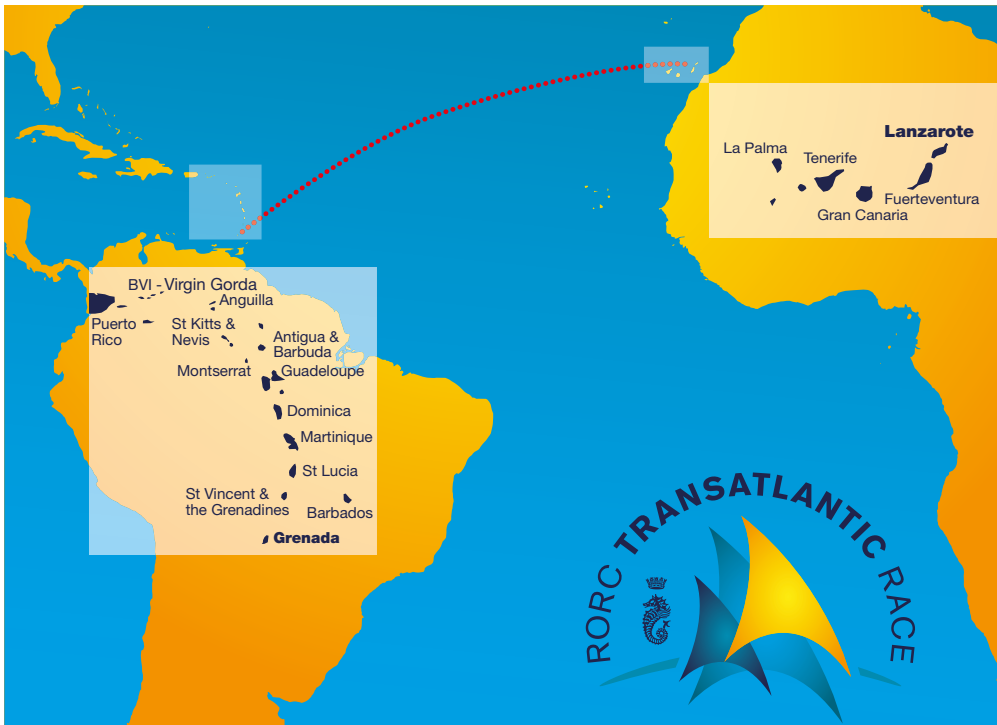 Lanzarote
La Palma
Tenerife
Fuerteventura
Gran Canaria
BVI - Virgin Gorda
Anguilla
Puerto
Rico
St Kitts &
Nevis
Antigua &
Barbuda
Montserrat
Guadeloupe
Dominica
Martinique
St Lucia
St Vincent &
the Grenadines
Barbados
Grenada
RORC TRANSATLANTIC RACE